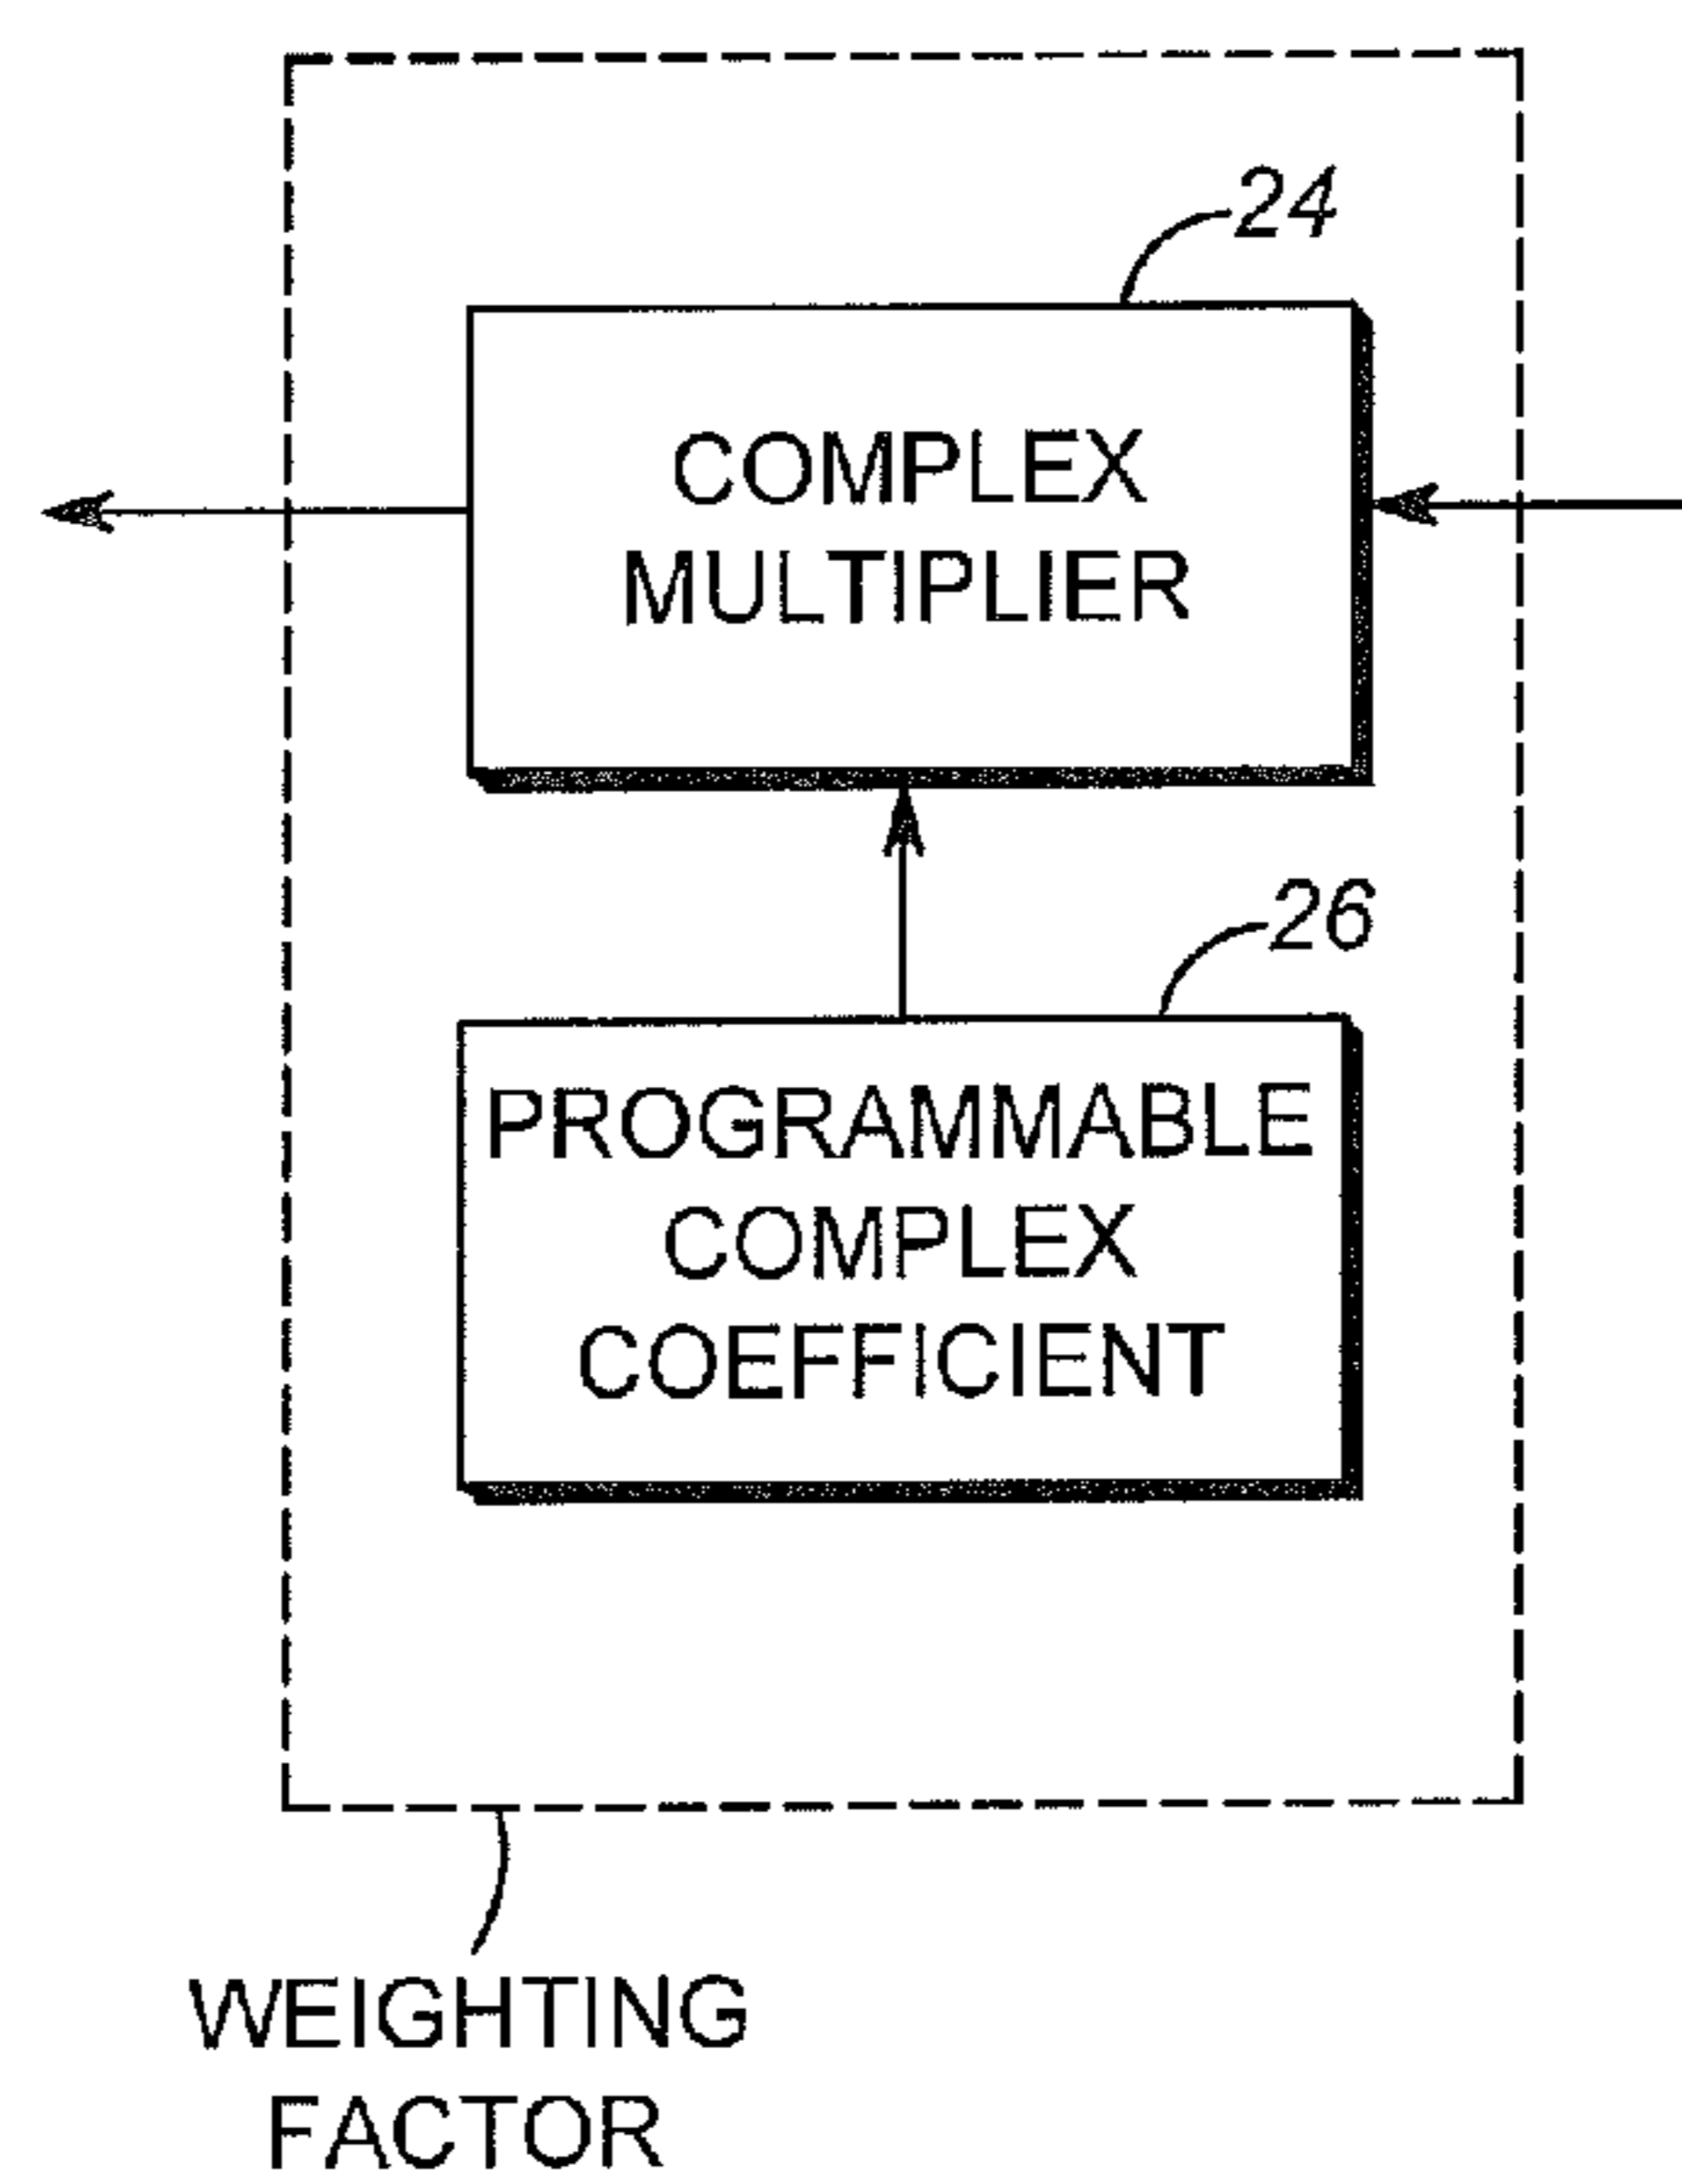 24
COMPLEX
MULTIPLIER
26
PROGRAMMABLE
COMPLEX
COEFFICIENT
WEIGHTING
FACTOR